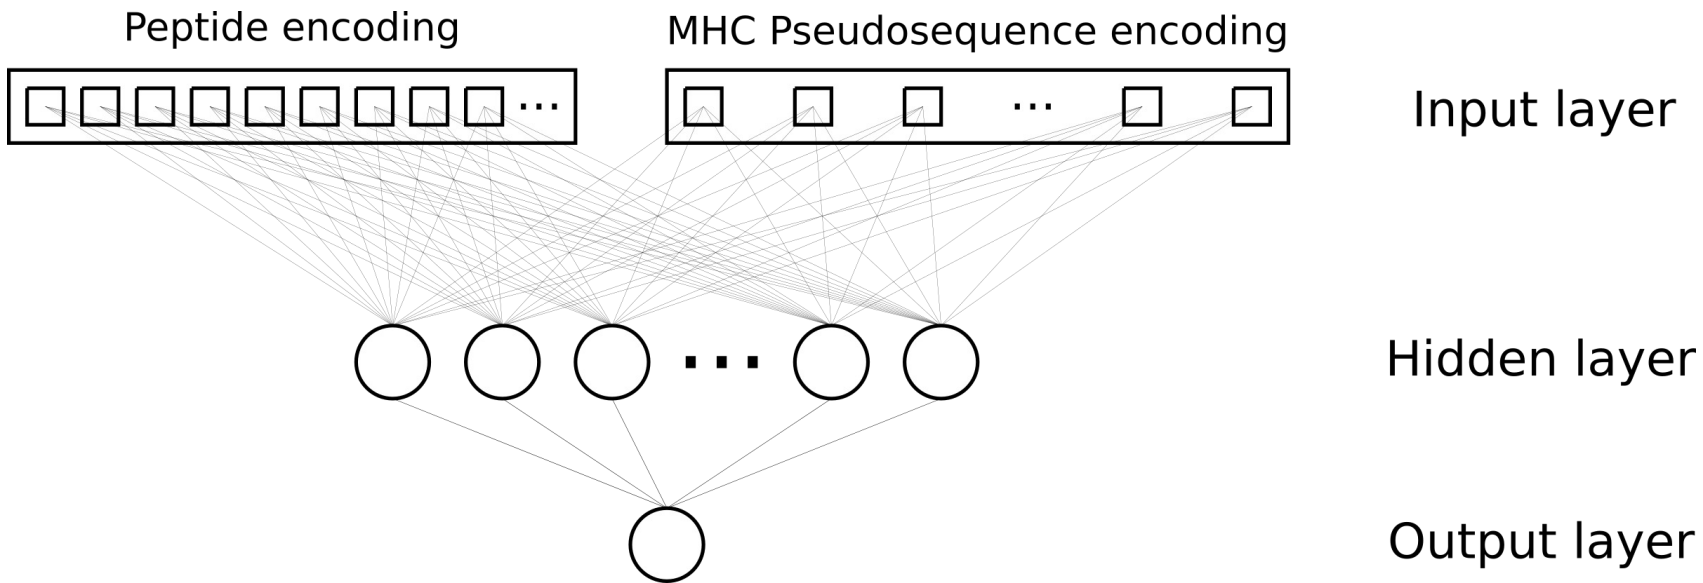 Peptide encoding
MHC Pseudosequence encoding
...
...
Input layer
...
Hidden layer
Output layer